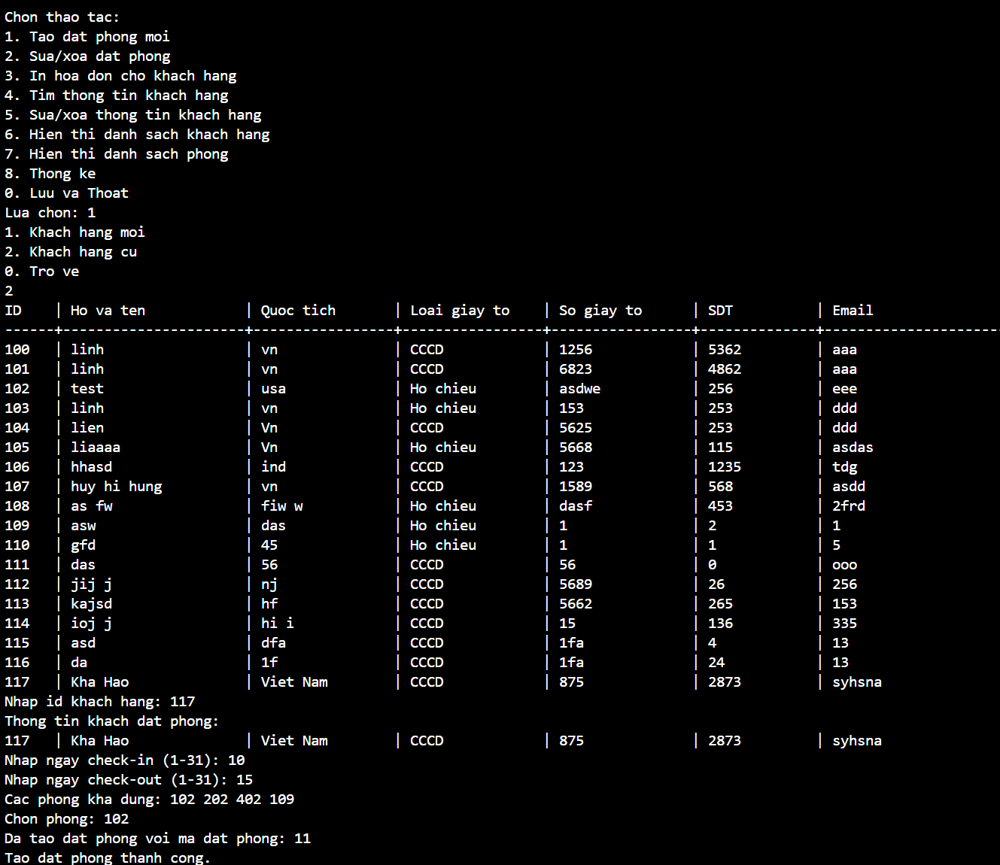 Chon thao tac:
1. Tao dat phong moi
2. Sua/xoa dat phong
3. In hoa don cho khach hang
4. Tim thong tin khach hang
5. Sua/xoa thong tin khach hang
6. Hien thi danh sach khach hang
7. Hien thi danh sach phong
8. Thong ke
0. Luu va Thoat
Lua chon: 1
1. Khach hang moi
2. Khach hang cu
0. Tro ve
2
ID    | Ho va ten            | Quoc tich       | Loai giay to    | So giay to      | SDT          | Email
------+----------------------+-----------------+-----------------+-----------------+--------------+---------------------
100   | linh                 | vn              | CCCD            | 1256            | 5362         | aaa
101   | linh                 | vn              | CCCD            | 6823            | 4862         | aaa
102   | test                 | usa             | Ho chieu        | asdwe           | 256          | eee
103   | linh                 | vn              | Ho chieu        | 153             | 253          | ddd
104   | lien                 | Vn              | CCCD            | 5625            | 253          | ddd
105   | liaaaa               | Vn              | Ho chieu        | 5668            | 115          | asdas
106   | hhasd                | ind             | CCCD            | 123             | 1235         | tdg
107   | huy hi hung          | vn              | CCCD            | 1589            | 568          | asdd
108   | as fw                | fiw w           | Ho chieu        | dasf            | 453          | 2frd
109   | asw                  | das             | Ho chieu        | 1               | 2            | 1
110   | gfd                  | 45              | Ho chieu        | 1               | 1            | 5
111   | das                  | 56              | CCCD            | 56              | 0            | ooo
112   | jij j                | nj              | CCCD            | 5689            | 26           | 256
113   | kajsd                | hf              | CCCD            | 5662            | 265          | 153
114   | ioj j                | hi i            | CCCD            | 15              | 136          | 335
115   | asd                  | dfa             | CCCD            | 1fa             | 4            | 13
116   | da                   | 1f              | CCCD            | 1fa             | 24           | 13
117   | Kha Hao              | Viet Nam        | CCCD            | 875             | 2873         | syhsna
Nhap id khach hang: 117
Thong tin khach dat phong:
117   | Kha Hao              | Viet Nam        | CCCD            | 875             | 2873         | syhsna
Nhap ngay check-in (1-31): 10
Nhap ngay check-out (1-31): 15
Cac phong kha dung: 102 202 402 109
Chon phong: 102
Da tao dat phong voi ma dat phong: 11
Tao dat phong thanh cong.